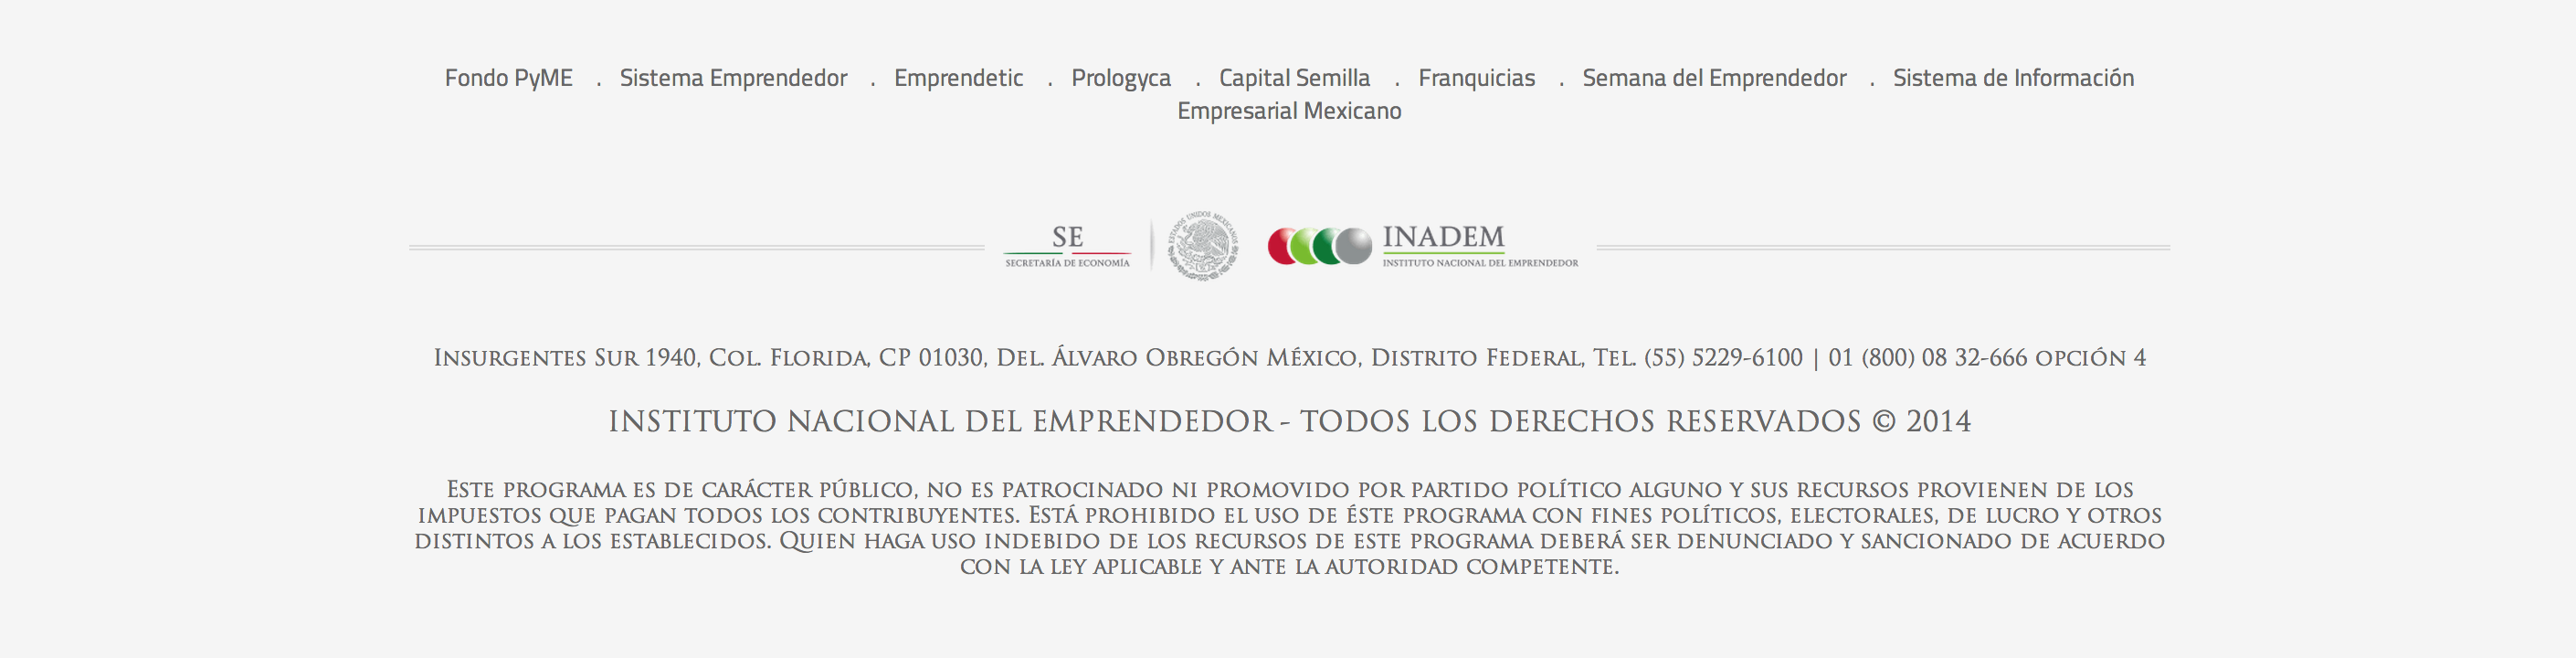 Fondo PyME . Sistema Emprendedor . Emprendetic . Prologyca . Capital Semilla . Franquicias . Semana del Emprendedor . Sistema de Información
Empresarial Mexicano
SE
SECRETARÍA DE ECONOMÍA
ESTADOS UNIDOS MEXICANOS
INADEM
INSTITUTO NACIONAL DEL EMPRENDEDOR
Insurgentes Sur 1940, Col. Florida, CP 01030, Del. Álvaro Obregón México, Distrito Federal, Tel. (55) 5229-6100 | 01 (800) 08 32-666 opción 4
INSTITUTO NACIONAL DEL EMPRENDEDOR - TODOS LOS DERECHOS RESERVADOS © 2014
Este programa es de carácter público, no es patrocinado ni promovido por partido político alguno y sus recursos provienen de los
impuestos que pagan todos los contribuyentes. Está prohibido el uso de éste programa con fines políticos, electorales, de lucro y otros
distintos a los establecidos. Quien haga uso indebido de los recursos de este programa deberá ser denunciado y sancionado de acuerdo
con la ley aplicable y ante la autoridad competente.